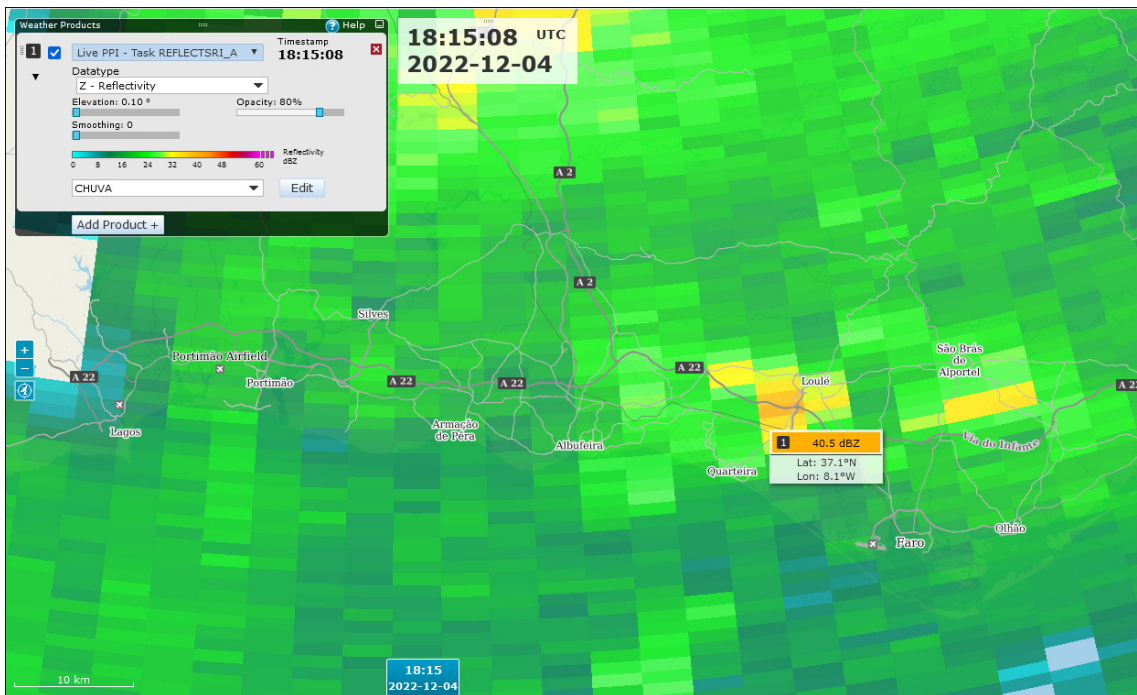 Weather Products
Help
1
Live PPI - Task REFLECTSRI_A
Timestamp
18:15:08
Datatype
Z - Reflectivity
Elevation: 0.10 °
Opacity: 80%
Smoothing: 0
Reflectivity
dBZ
0 8 16 24 32 40 48 60
CHUVA
Edit
Add Product +
18:15:08 UTC
2022-12-04
A 2
A 2
Silves
Portimão Airfield
Portimão
A 22
A 22
A 22
A 22
A 22
São Brás
de
Alportel
Loulé
Lagos
Armação
de Pêra
Albufeira
Quarteira
Via do Infante
1 40.5 dBZ
Lat: 37.1°N
Lon: 8.1°W
Olhão
Faro
+
−
10 km
18:15
2022-12-04